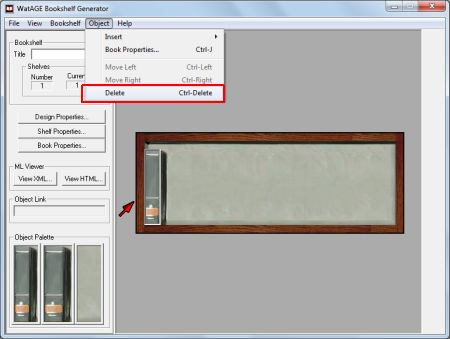 WatAGE Bookshelf Generator
File View Bookshelf Object Help
Insert
Book Properties... Ctrl-J
Move Left Ctrl-Left
Move Right Ctrl-Right
Delete Ctrl-Delete
Bookshelf
Title
Shelves
Number Curren
1 1
Design Properties...
Shelf Properties...
Book Properties...
ML Viewer
View XML... View HTML...
Object Link
Object Palette